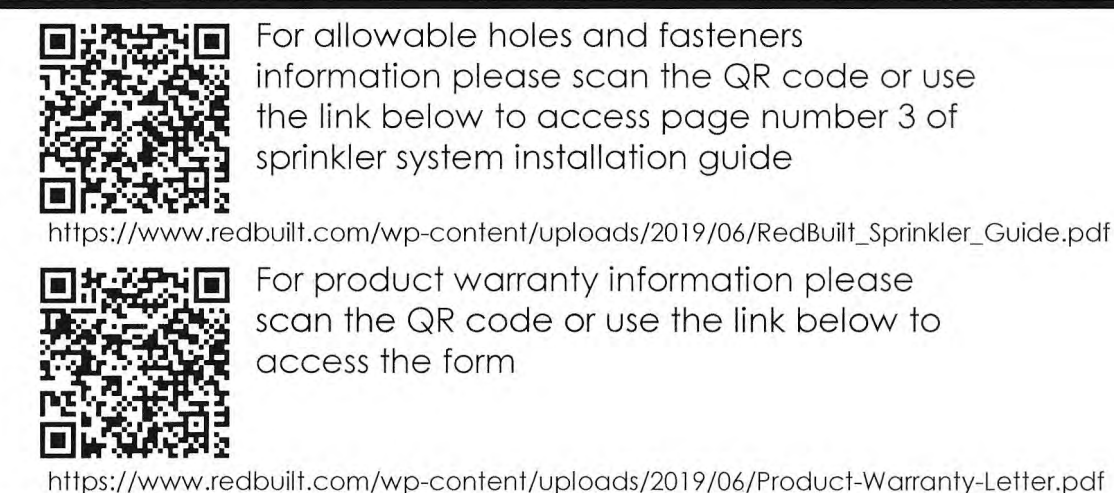 For allowable holes and fasteners
information please scan the QR code or use
the link below to access page number 3 of
sprinkler system installation guide
https://www.redbuilt.com/wp-content/uploads/2019/06/RedBuilt_Sprinkler_Guide.pdf
For product warranty information please
scan the QR code or use the link below to
access the form
https://www.redbuilt.com/wp-content/uploads/2019/06/Product-Warranty-Letter.pdf